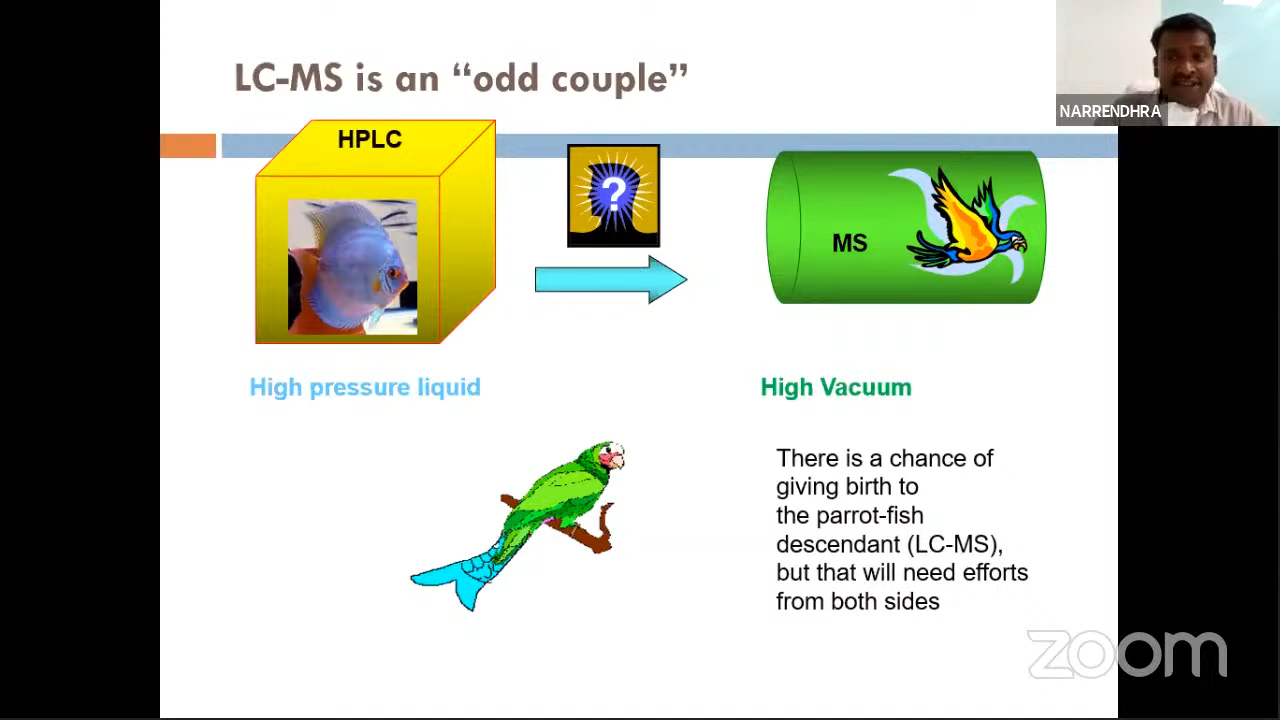 LC-MS is an “odd couple”
NARRENDHRA
HPLC
?
MS
High pressure liquid
High Vacuum
There is a chance of
giving birth to
the parrot-fish
descendant (LC-MS),
but that will need efforts
from both sides
zoom